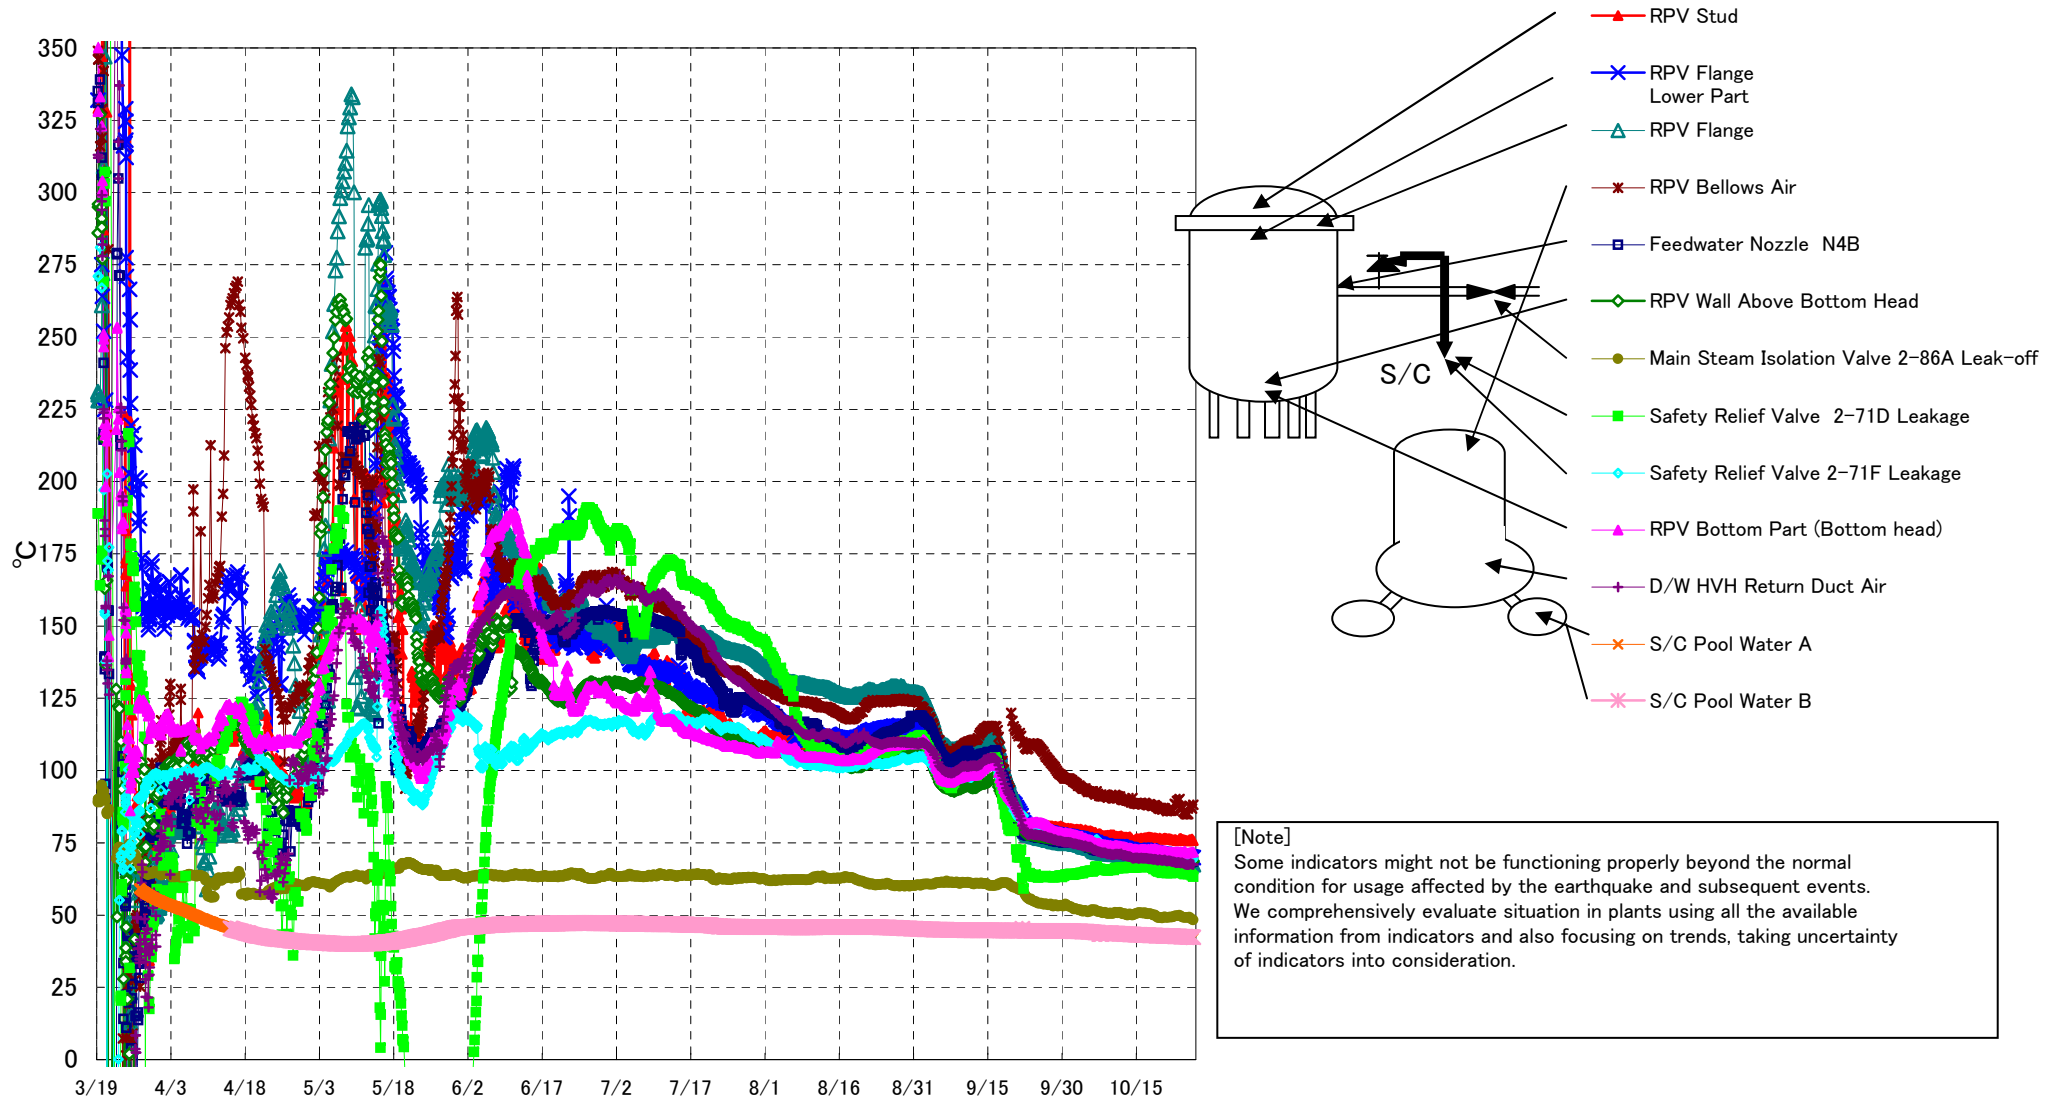 350
325
300
275
250
225
200
175
150
125
100
75
50
25
0
℃
3/19 4/3 4/18 5/3 5/18 6/2 6/17 7/2 7/17 8/1 8/16 8/31 9/15 9/30 10/15
RPV Stud
RPV Flange
Lower Part
RPV Flange
RPV Bellows Air
Feedwater Nozzle N4B
RPV Wall Above Bottom Head
Main Steam Isolation Valve 2-86A Leak-off
Safety Relief Valve 2-71D Leakage
Safety Relief Valve 2-71F Leakage
RPV Bottom Part (Bottom head)
D/W HVH Return Duct Air
S/C Pool Water A
S/C Pool Water B
S/C
[Note]
Some indicators might not be functioning properly beyond the normal
condition for usage affected by the earthquake and subsequent events.
We comprehensively evaluate situation in plants using all the available
information from indicators and also focusing on trends, taking uncertainty
of indicators into consideration.